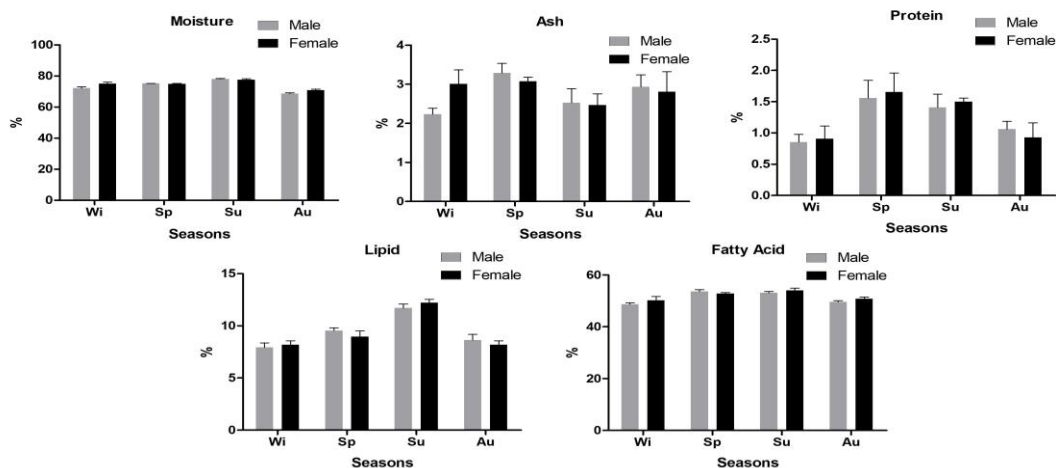 Moisture
Male
Female
100
80
60
40
20
0
%
Wi Sp Su Au
Seasons
Ash
Male
Female
4
3
2
1
0
%
Wi Sp Su Au
Seasons
Protein
Male
Female
2.5
2.0
1.5
1.0
0.5
0.0
%
Wi Sp Su Au
Seasons
Lipid
Male
Female
15
10
5
0
%
Wi Sp Su Au
Seasons
Fatty Acid
Male
Female
60
40
20
0
%
Wi Sp Su Au
Seasons